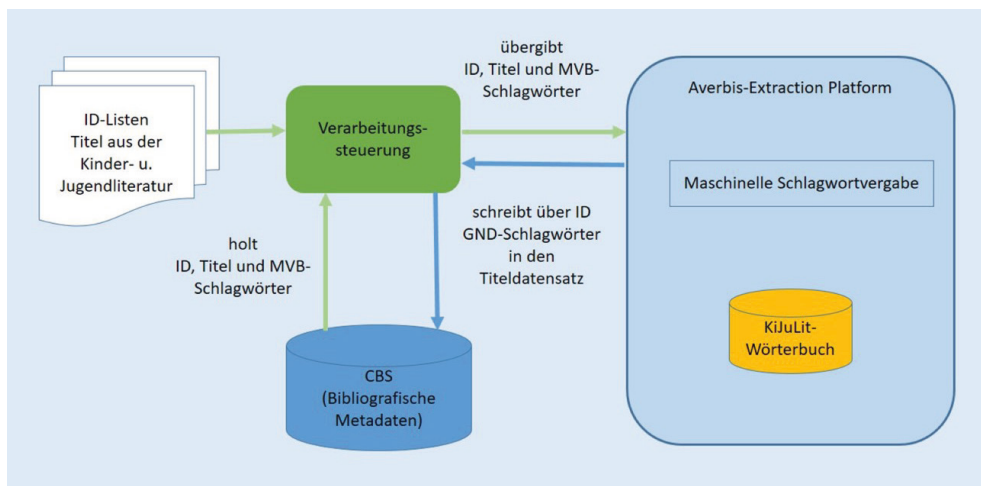 ID-Listen
Titel aus der
Kinder- u.
Jugendliteratur
Verarbeitungs-
steuerung
übergibt
ID, Titel und MVB-
Schlagwörter
Averbis-Extraction Platform
Maschinelle Schlagwortvergabe
KiJuLit-
Wörterbuch
holt
ID, Titel und MVB-
Schlagwörter
schreibt über ID
GND-Schlagwörter
in den
Titeldatensatz
CBS
(Bibliografische
Metadaten)